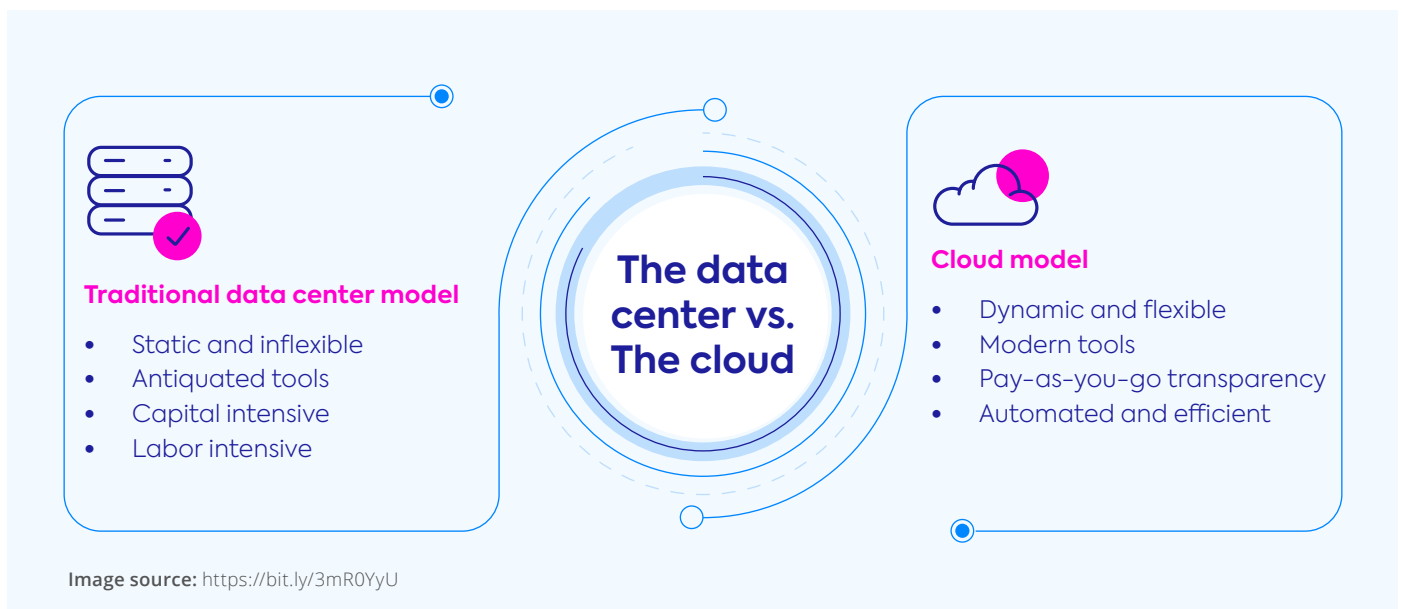 Traditional data center model
• Static and inflexible
• Antiquated tools
• Capital intensive
• Labor intensive
The data
center vs.
The cloud
Cloud model
• Dynamic and flexible
• Modern tools
• Pay-as-you-go transparency
• Automated and efficient
Image source: https://bit.ly/3mR0YyU